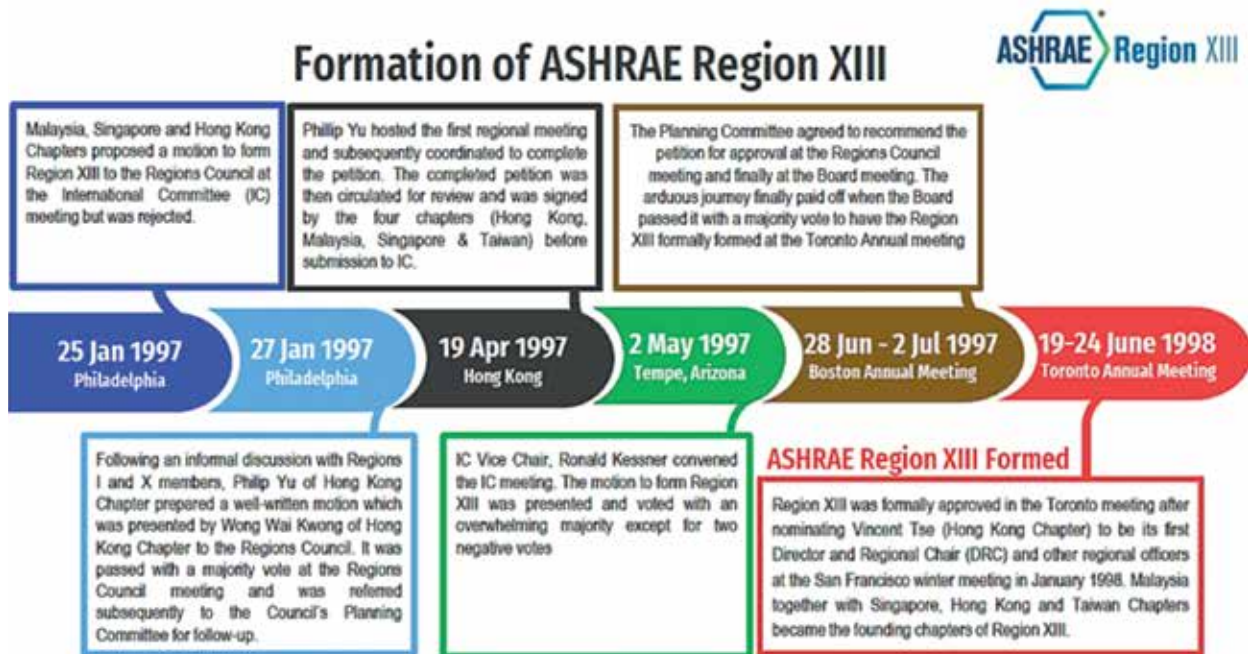 Formation of ASHRAE Region XIII
ASHRAE Region XIII
Malaysia, Singapore and Hong Kong
Chapters proposed a motion to form
Region XIII to the Regions Council at
the International Committee (IC)
meeting but was rejected.
Phillip Yu hosted the first regional meeting
and subsequently coordinated to complete
the petition. The completed petition was
then circulated for review and was signed
by the four chapters (Hong Kong,
Malaysia, Singapore & Taiwan) before
submission to IC.
The Planning Committee agreed to recommend the
petition for approval at the Regions Council
meeting and finally at the Board meeting. The
arduous journey finally paid off when the Board
passed it with a majority vote to have the Region
XIII formally formed at the Toronto Annual meeting
25 Jan 1997
Philadelphia
27 Jan 1997
Philadelphia
19 Apr 1997
Hong Kong
2 May 1997
Tempe, Arizona
28 Jun - 2 Jul 1997
Boston Annual Meeting
19-24 June 1998
Toronto Annual Meeting
Following an informal discussion with Regions
I and X members, Philip Yu of Hong Kong
Chapter prepared a well-written motion which
was presented by Wong Wai Kwong of Hong
Kong Chapter to the Regions Council. It was
passed with a majority vote at the Regions
Council meeting and was referred
subsequently to the Council's Planning
Committee for follow-up.
IC Vice Chair, Ronald Kessner convened
the IC meeting. The motion to form Region
XIII was presented and voted with an
overwhelming majority except for two
negative votes
ASHRAE Region XIII Formed
Region XIII was formally approved in the Toronto meeting after
nominating Vincent Tse (Hong Kong Chapter) to be its first
Director and Regional Chair (DRC) and other regional officers
at the San Francisco winter meeting in January 1998. Malaysia
together with Singapore, Hong Kong and Taiwan Chapters
became the founding chapters of Region XIII.